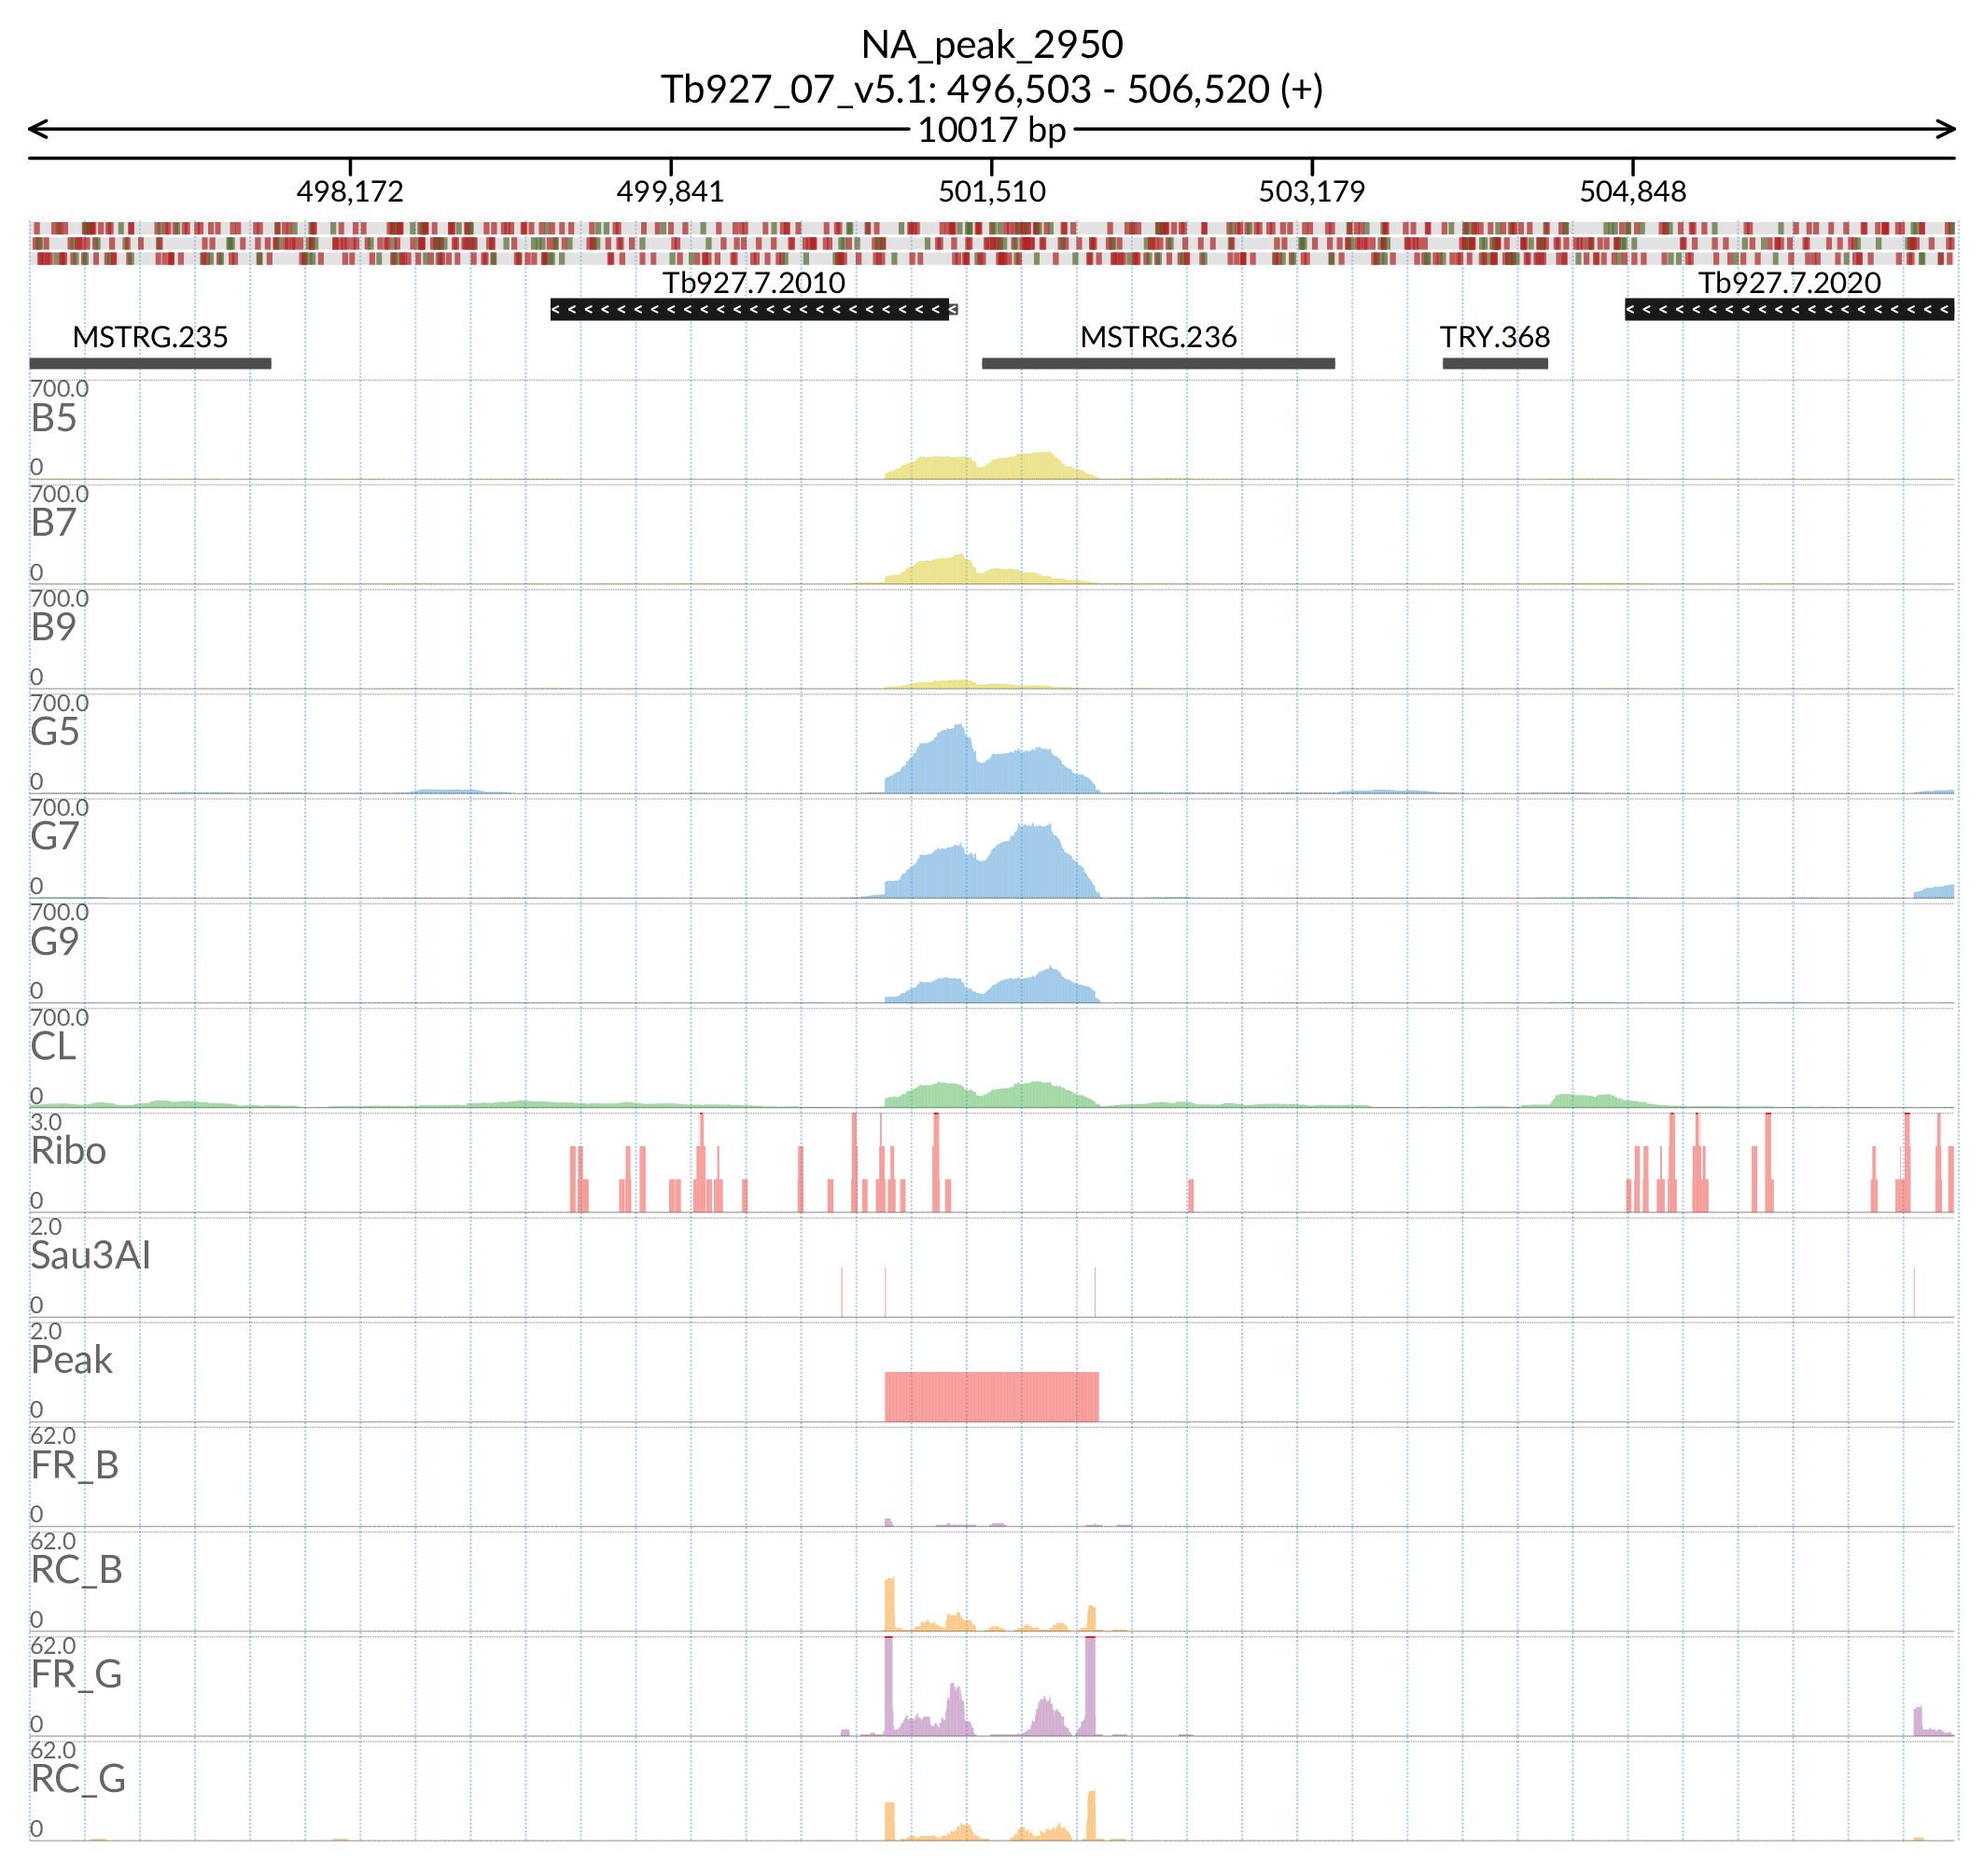 NA_peak_2950
Tb927_07_v5.1: 496,503 - 506,520 (+)
10017 bp
498,172 499,841 501,510 503,179 504,848
Tb927.7.2010 Tb927.7.2020
MSTRG.235 MSTRG.236 TRY.368
700.0
B5
0
700.0
B7
0
700.0
B9
0
700.0
G5
0
700.0
G7
0
700.0
G9
0
700.0
CL
0
3.0
Ribo
0
2.0
Sau3AI
0
2.0
Peak
0
62.0
FR_B
0
62.0
RC_B
0
62.0
FR_G
0
62.0
RC_G
0